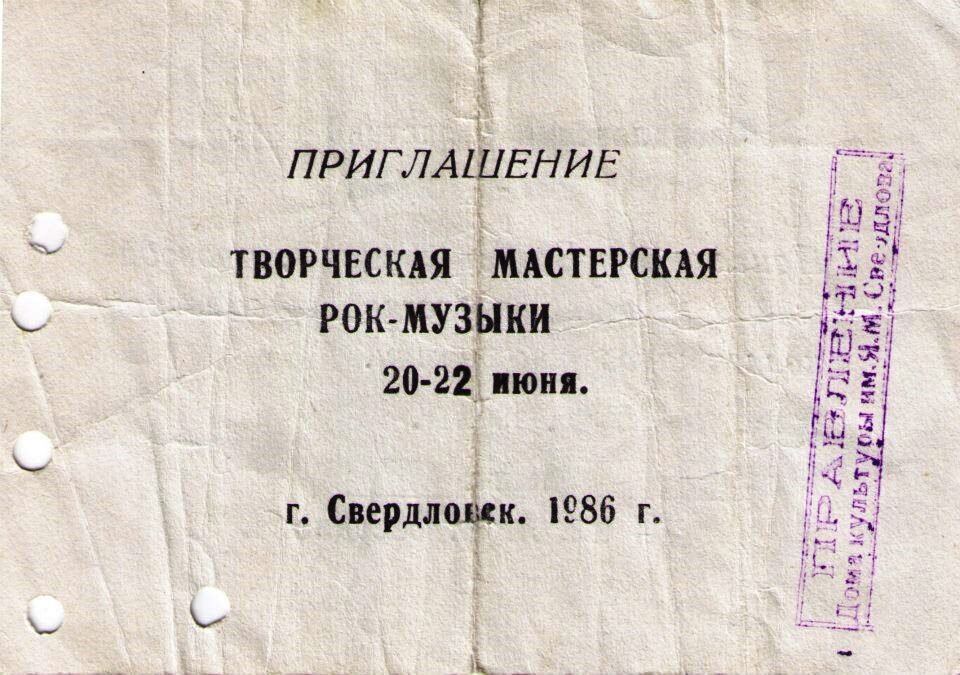 ПРИГЛАШЕНИЕ
ТВОРЧЕСКАЯ МАСТЕРСКАЯ
РОК-МУЗЫКИ
20-22 июня.
г. Свердловск. 1986 г.
ПРАВЛЕНИЕ
Дома культуры им. Я.М. Свердлова